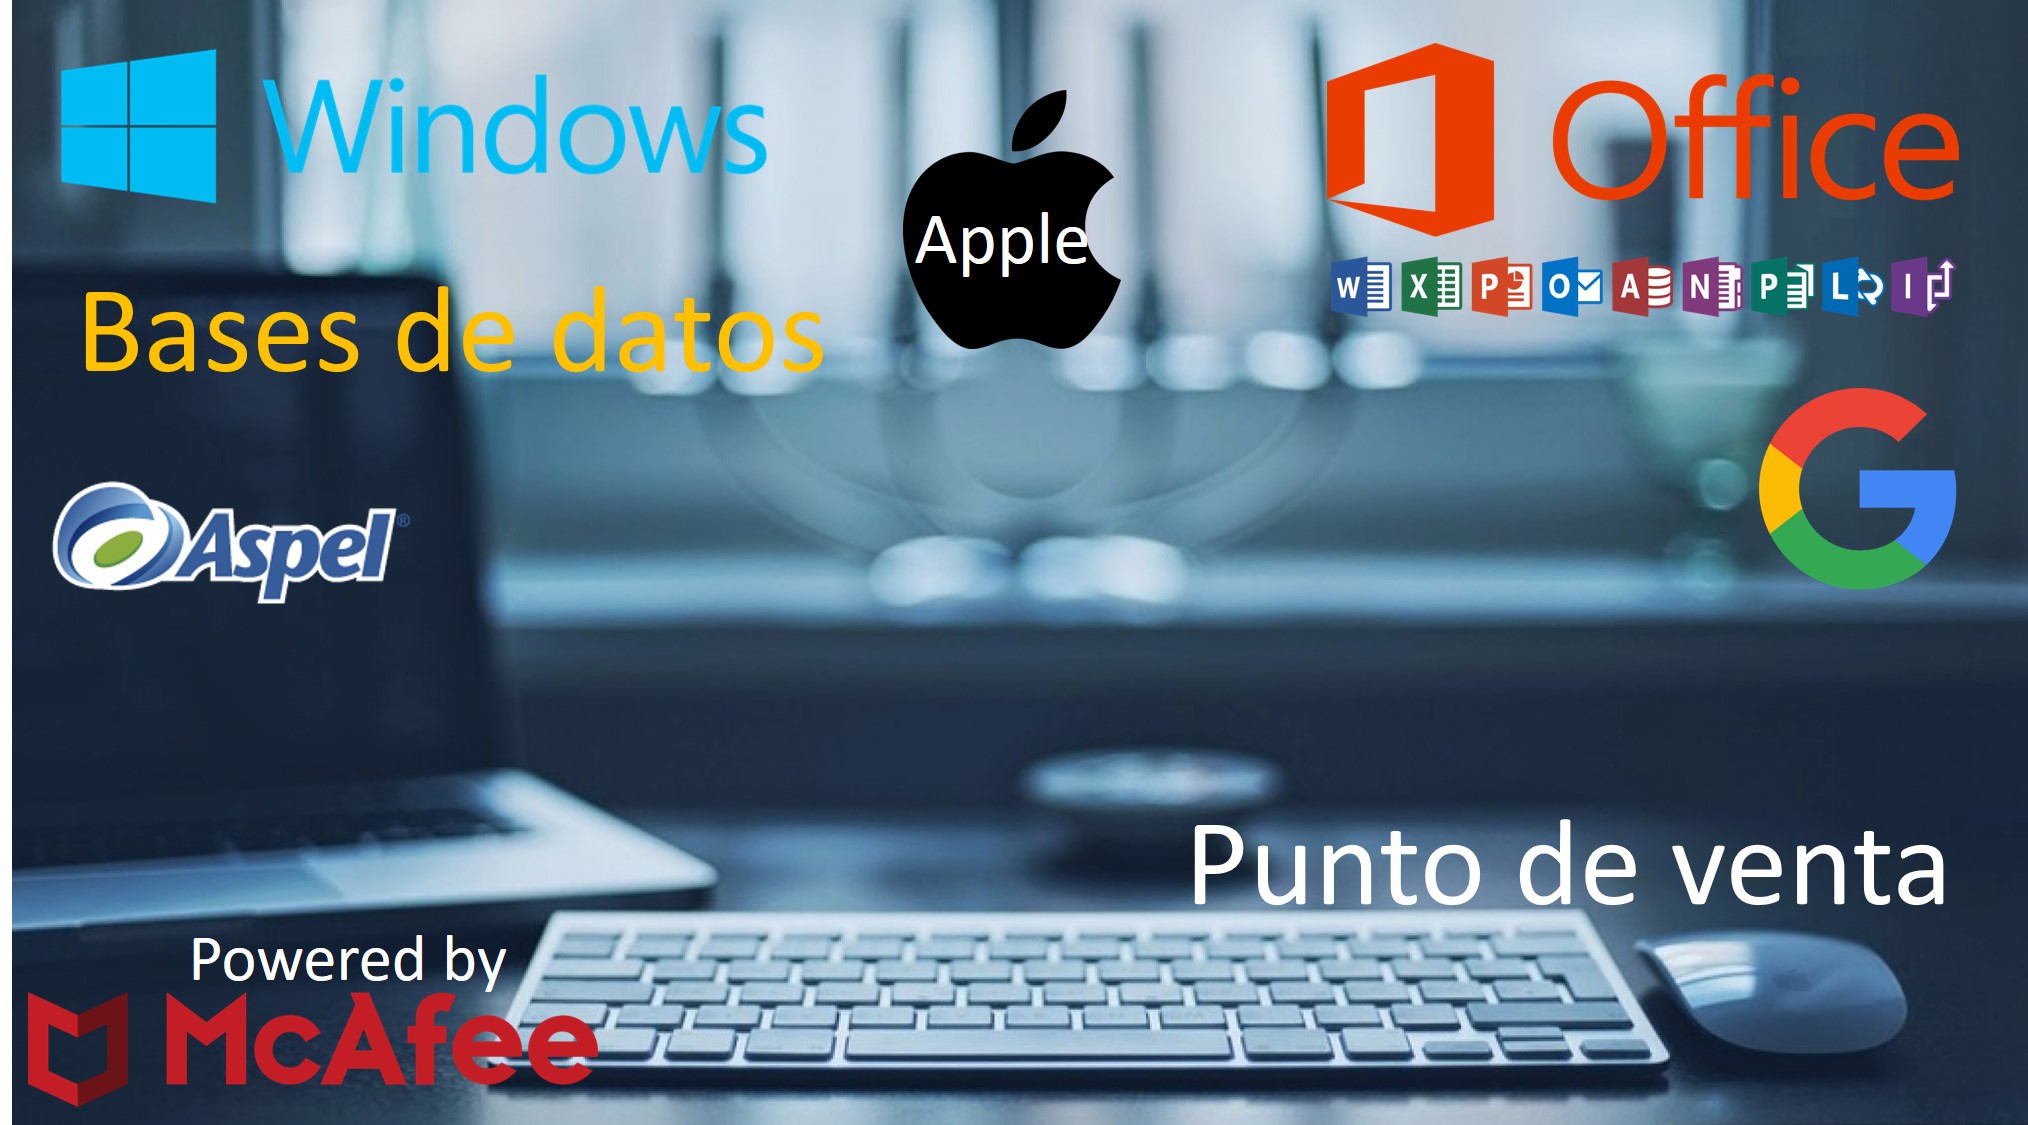 Windows
Apple
Office
W X P O A N P L I
Bases de datos
Aspel®
G
Punto de venta
Powered by
McAfee